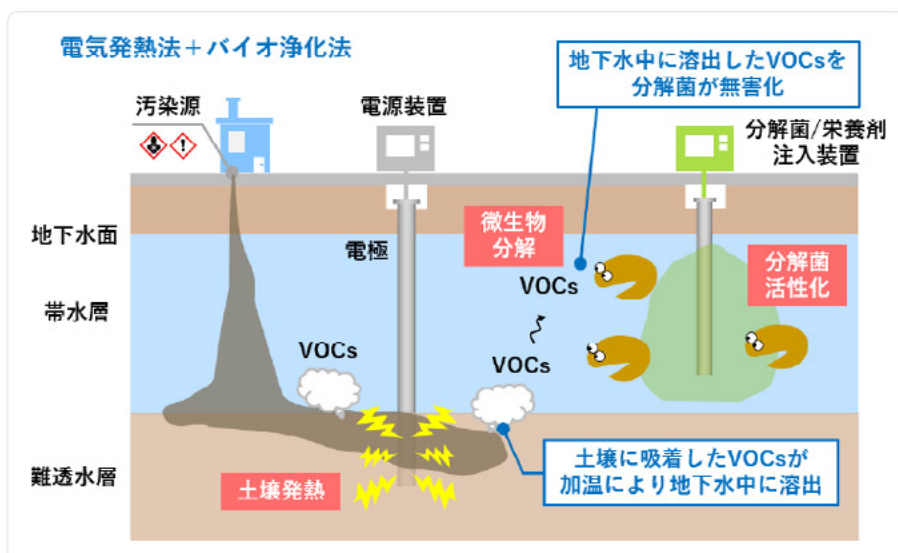 電気発熱法＋バイオ浄化法
地下水中に溶出したVOCsを
分解菌が無害化
汚染源
電源装置
分解菌/栄養剤
注入装置
地下水面
電極
微生物
分解
VOCs
分解菌
活性化
帯水層
VOCs
VOCs
土壌に吸着したVOCsが
加温により地下水中に溶出
難透水層
土壌発熱